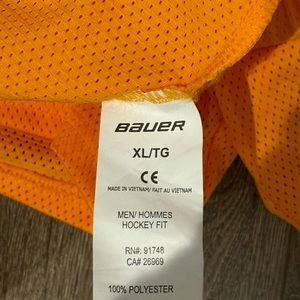 BAUER
XL/TG
CE
MADE IN VIETNAM/ FAIT AU VIETNAM
MEN/ HOMMES
HOCKEY FIT
RN#: 91748
CA# 26969
100% POLYESTER